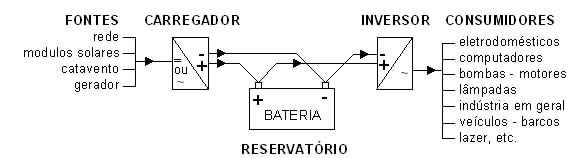 FONTES
rede
modulos solares
catavento
gerador
CARREGADOR
=
ou
~
-
+
+ -
BATERIA
RESERVATÓRIO
INVERSOR
-
+
~
CONSUMIDORES
eletrodomésticos
computadores
bombas - motores
lâmpadas
indústria em geral
veículos - barcos
lazer, etc.